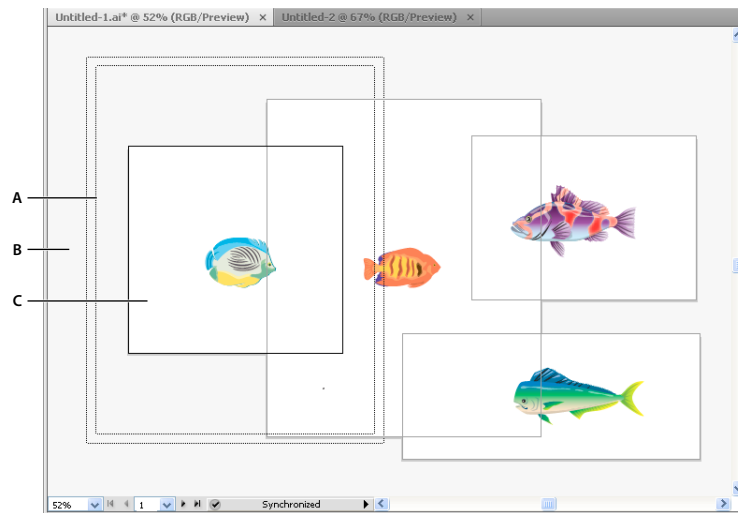 Untitled-1.ai* @ 52% (RGB/Preview) × Untitled-2 @ 67% (RGB/Preview) ×
A
B
C
52% 1 Synchronized